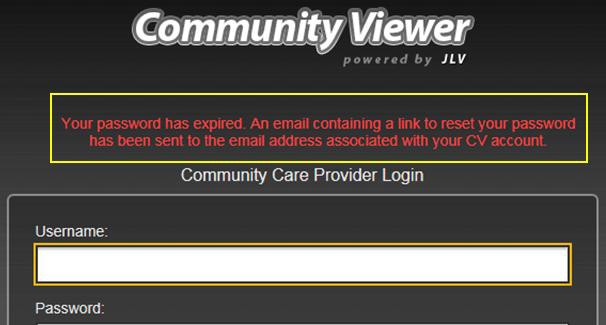 Community Viewer
powered by JLV
Your password has expired. An email containing a link to reset your password
has been sent to the email address associated with your CV account.
Community Care Provider Login
Username:
Password: